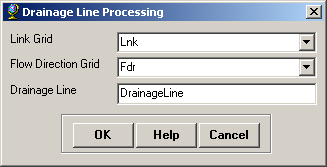 Drainage Line Processing
Link Grid Lnk
Flow Direction Grid Fdr
Drainage Line DrainageLine
OK Help Cancel